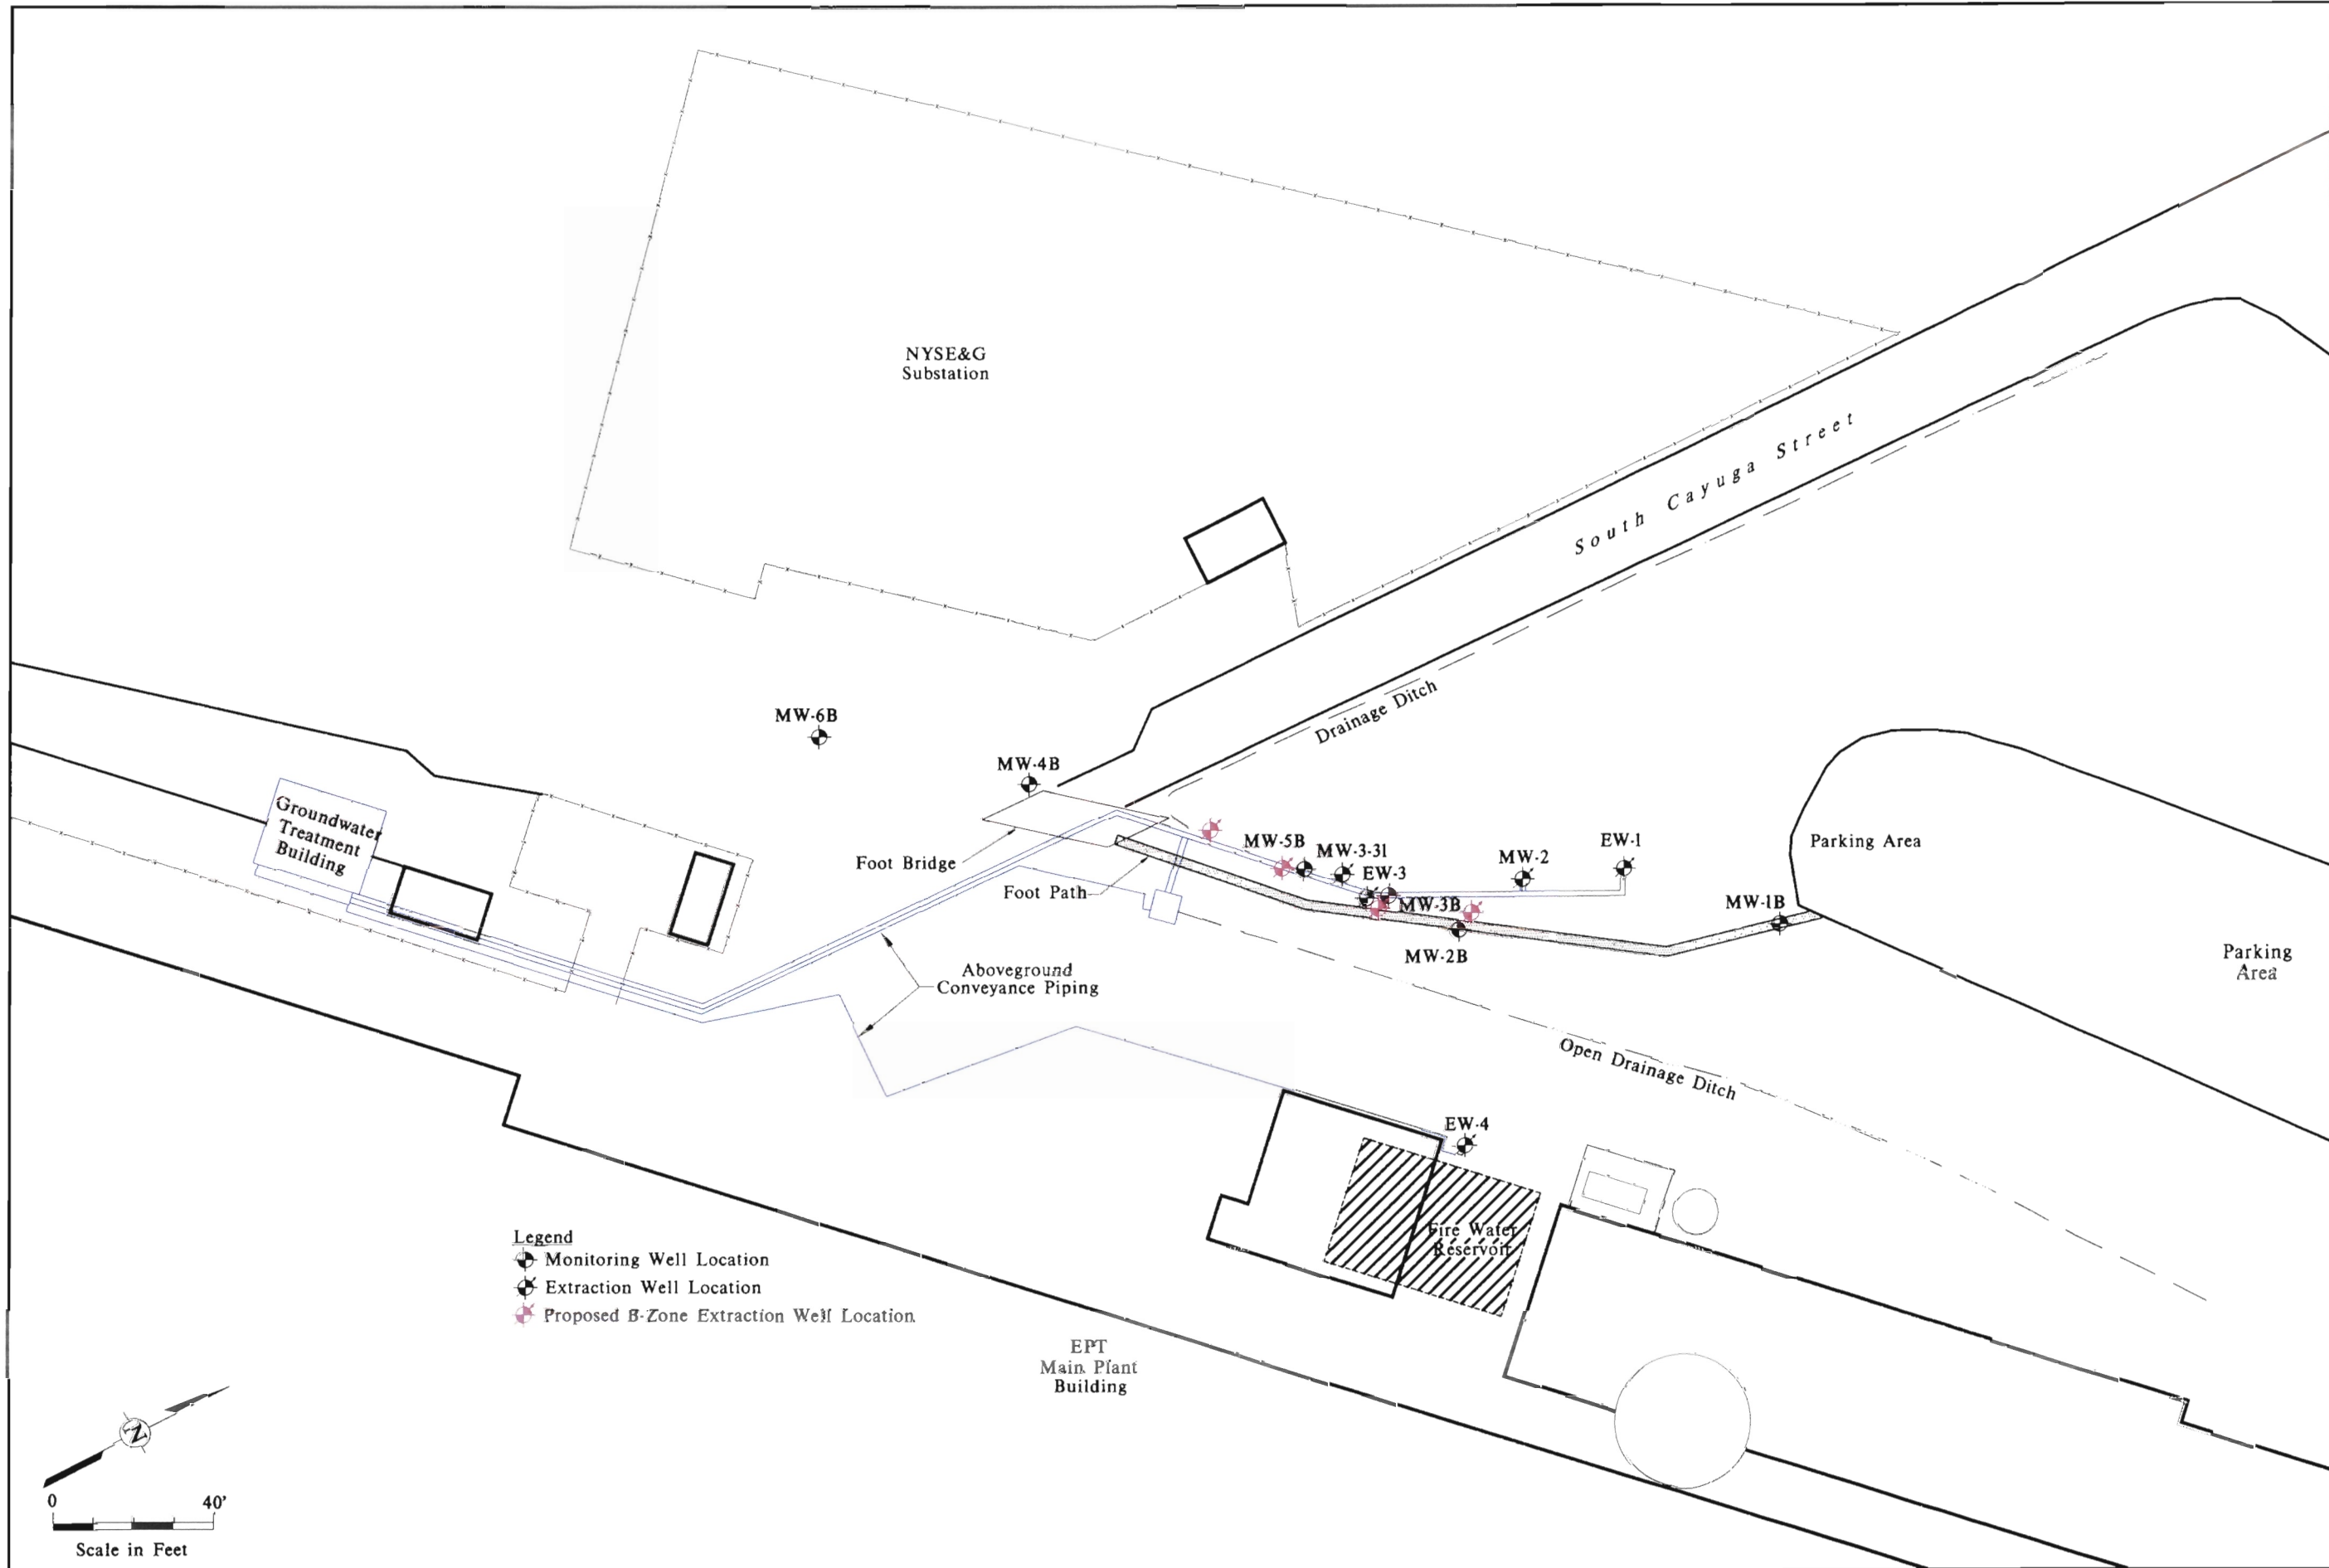 NYSE&G
Substation
South Cayuga Street
Drainage Ditch
MW-6B
MW-4B
Groundwater
Treatment
Building
Foot Bridge
Foot Path
MW-5B
MW-3-31
EW-3
MW-3B
MW-2
EW-1
MW-2B
MW-1B
Parking Area
Parking
Area
Aboveground
Conveyance Piping
Open Drainage Ditch
EW-4
Fire Water
Reservoir
Legend
Monitoring Well Location
Extraction Well Location
Proposed B-Zone Extraction Well Location
EPT
Main Plant
Building
N
0 40'
Scale in Feet